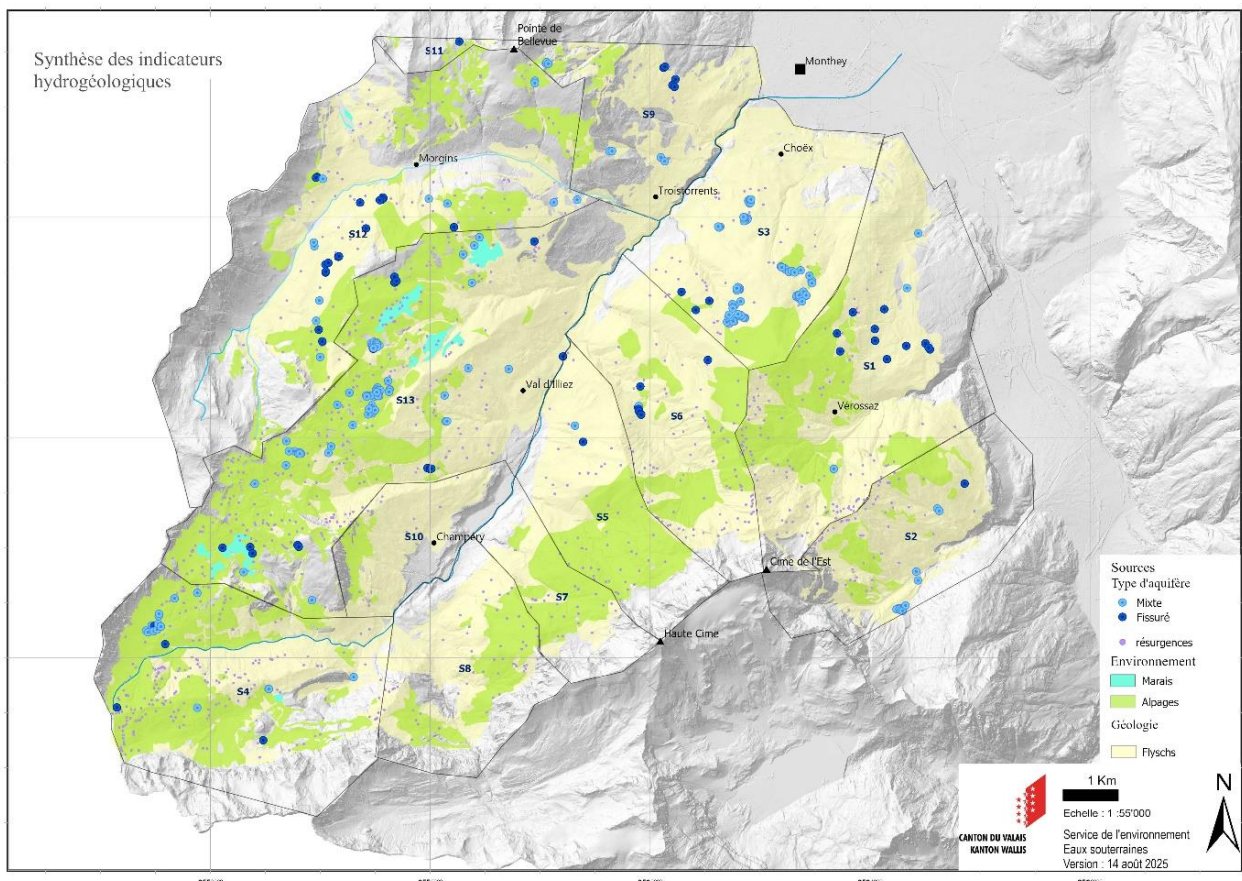 Synthèse des indicateurs
hydrogéologiques
Pointe de
Bellevue
S11
Monthey
S9
Choëx
Morgins
Troistorrents
S12
S3
S1
Val d'Illiez
S13
S6
Vérossaz
S5
S10
Champéry
S2
Cime de l'Est
S7
Haute Cime
S8
S4
Sources
Type d'aquifère
Mixte
Fissuré
résurgences
Environnement
Marais
Alpages
Géologie
Flyschs
1 Km
N
Echelle : 1 :55'000
CANTON DU VALAIS
KANTON WALLIS
Service de l'environnement
Eaux souterraines
Version : 14 août 2025